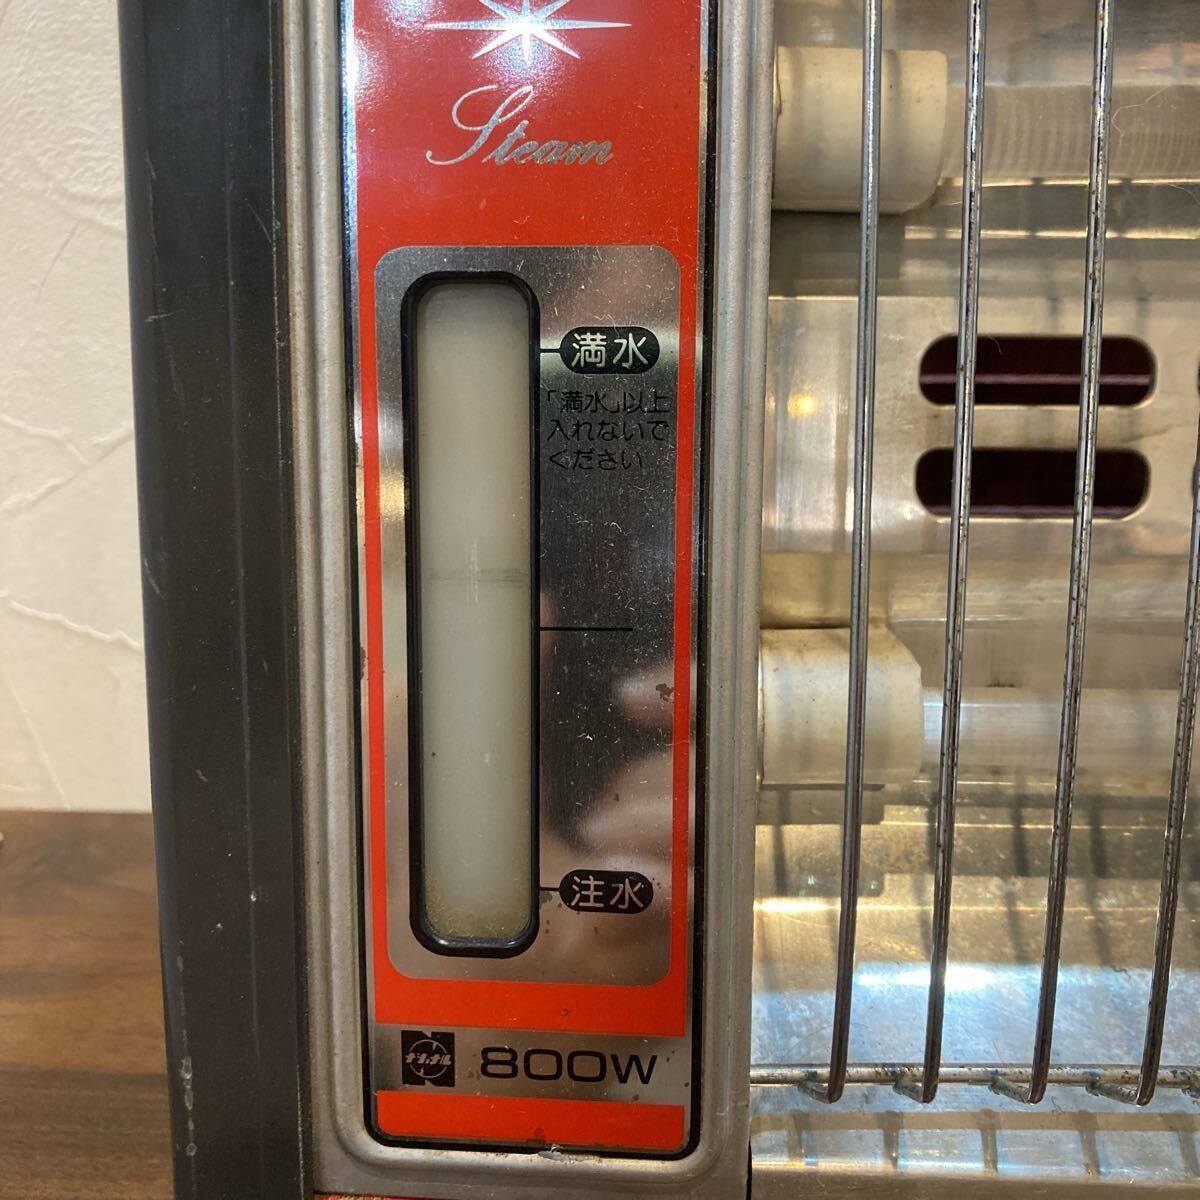 Steam
満水
「満水」以上
入れないで
ください
注水
N
ナショナル
800W